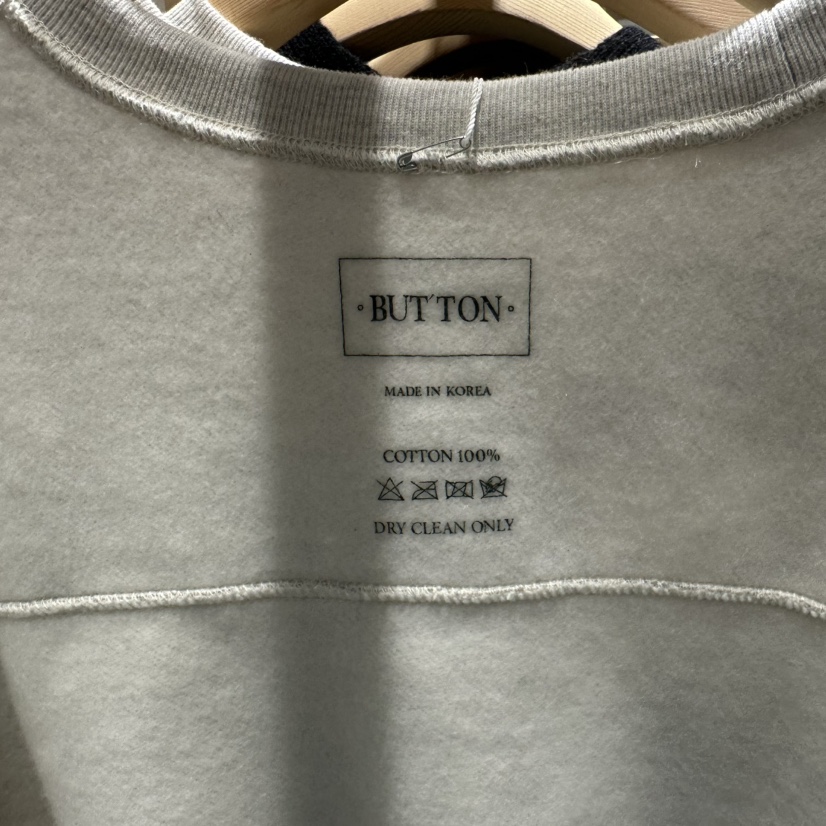 BUT'TON
MADE IN KOREA
COTTON 100%
DRY CLEAN ONLY